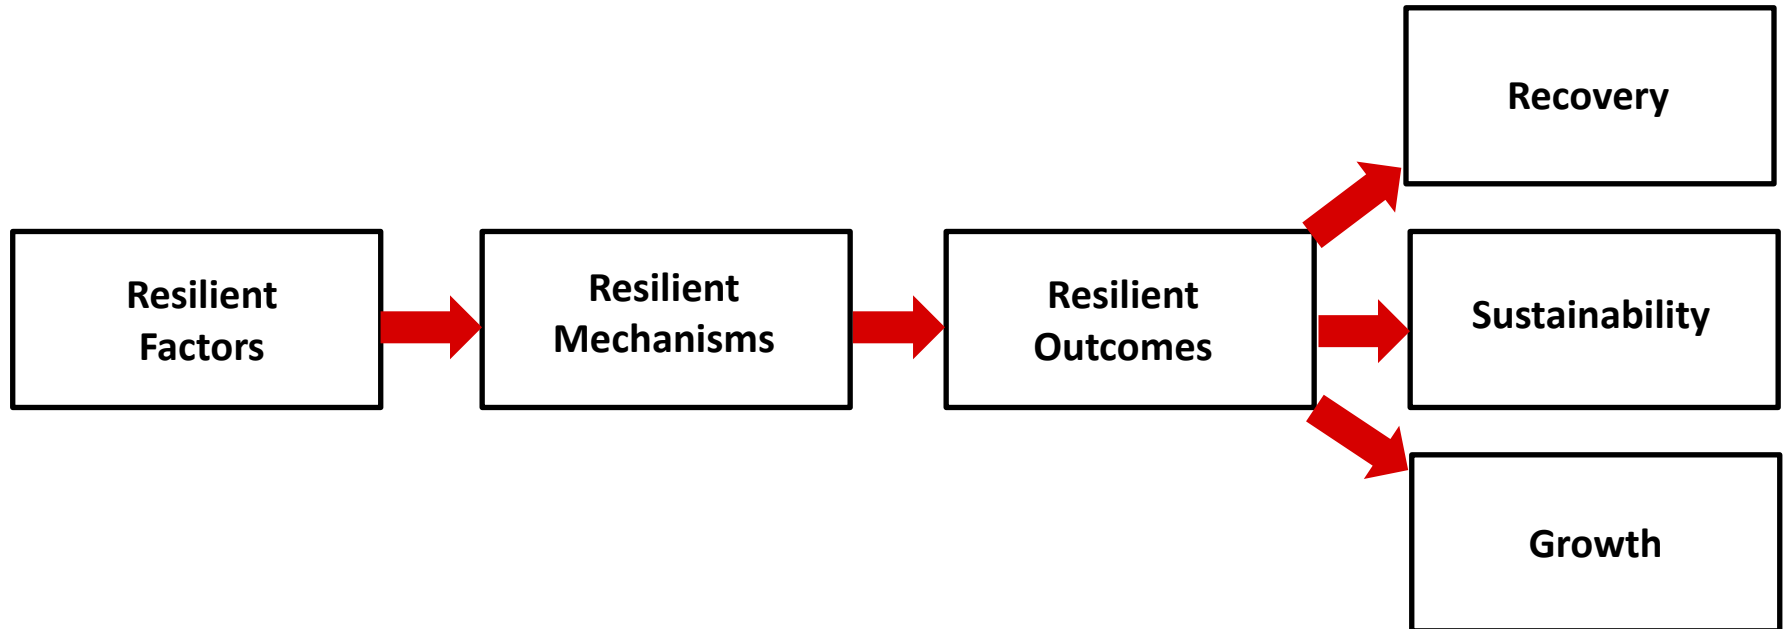 Resilient
Factors
Resilient
Mechanisms
Resilient
Outcomes
Recovery
Sustainability
Growth